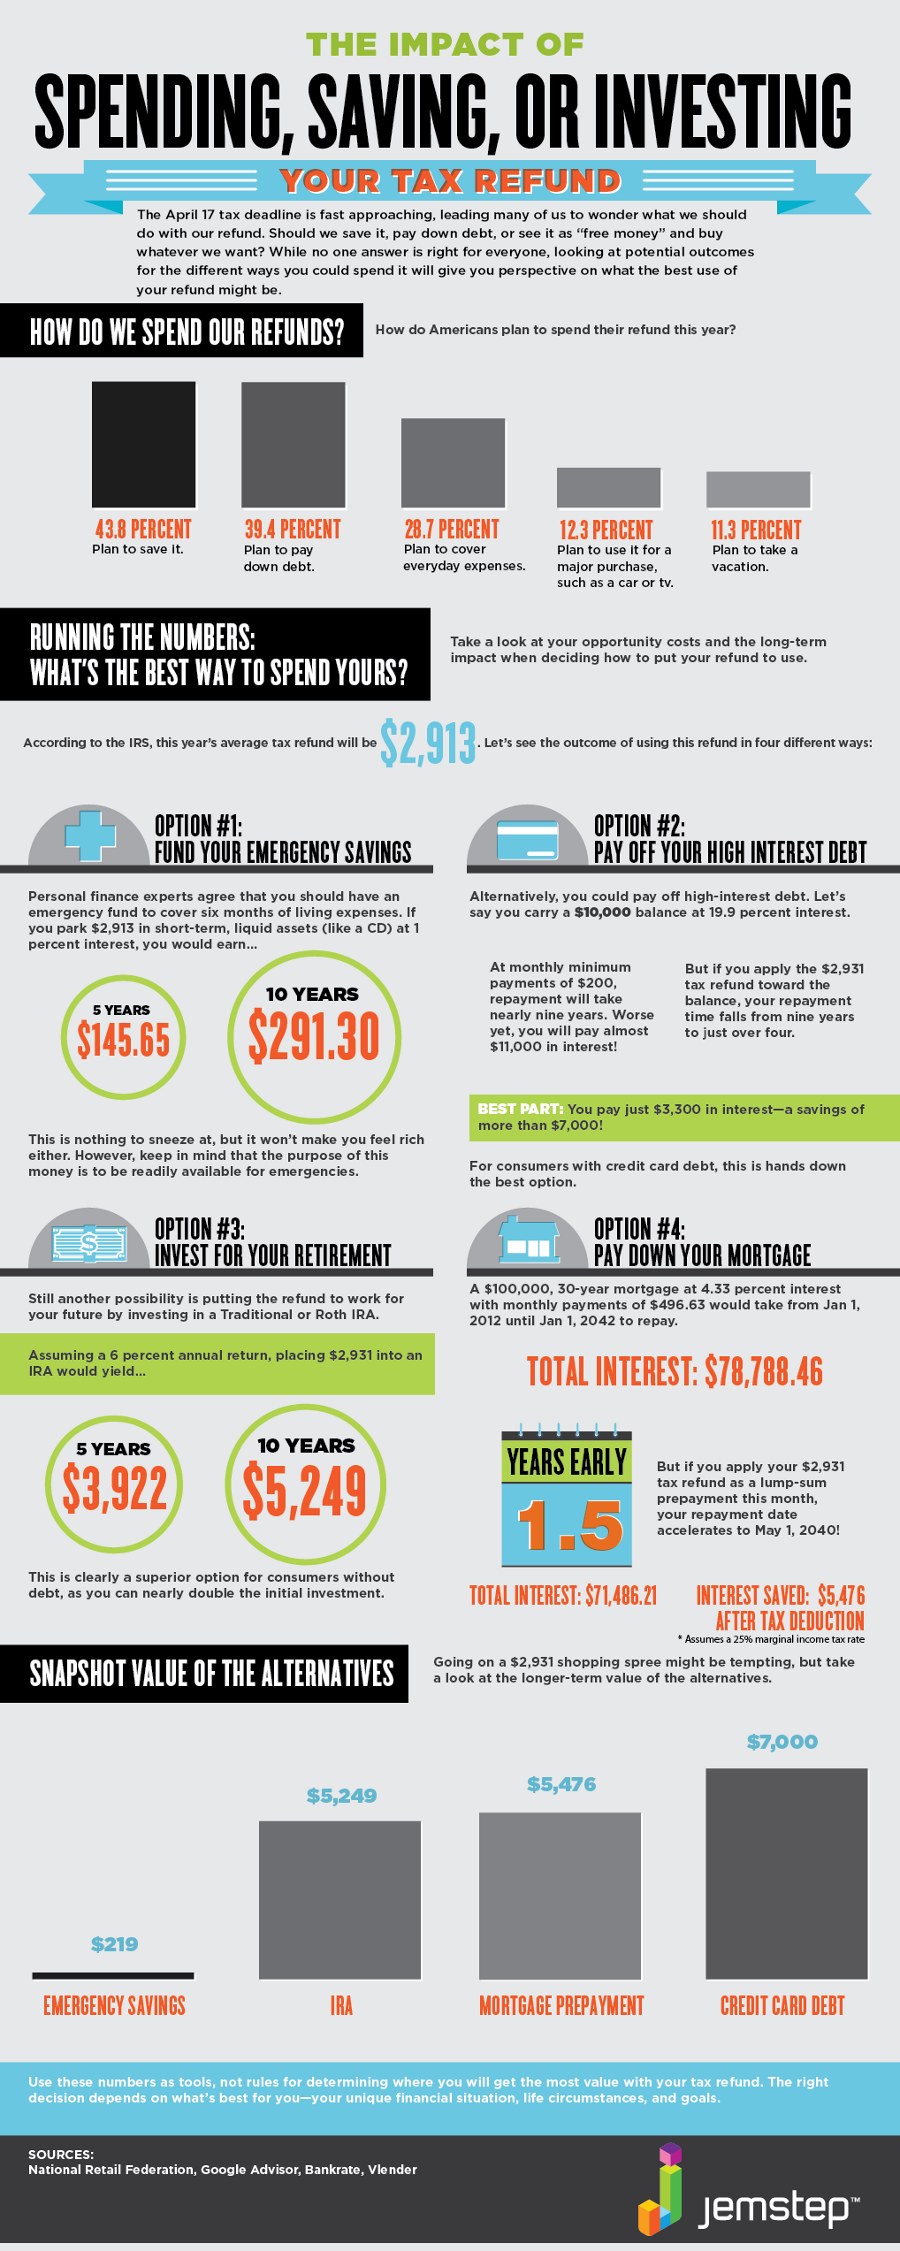 THE IMPACT OF
SPENDING, SAVING, OR INVESTING
YOUR TAX REFUND
The April 17 tax deadline is fast approaching, leading many of us to wonder what we should
do with our refund. Should we save it, pay down debt, or see it as “free money” and buy
whatever we want? While no one answer is right for everyone, looking at potential outcomes
for the different ways you could spend it will give you perspective on what the best use of
your refund might be.
HOW DO WE SPEND OUR REFUNDS?
How do Americans plan to spend their refund this year?
43.8 PERCENT
Plan to save it.
39.4 PERCENT
Plan to pay
down debt.
28.7 PERCENT
Plan to cover
everyday expenses.
12.3 PERCENT
Plan to use it for a
major purchase,
such as a car or tv.
11.3 PERCENT
Plan to take a
vacation.
RUNNING THE NUMBERS:
WHAT'S THE BEST WAY TO SPEND YOURS?
Take a look at your opportunity costs and the long-term
impact when deciding how to put your refund to use.
According to the IRS, this year's average tax refund will be $2,913. Let's see the outcome of using this refund in four different ways:
OPTION #1:
FUND YOUR EMERGENCY SAVINGS
Personal finance experts agree that you should have an
emergency fund to cover six months of living expenses. If
you park $2,913 in short-term, liquid assets (like a CD) at 1
percent interest, you would earn...
5 YEARS
$145.65
10 YEARS
$291.30
This is nothing to sneeze at, but it won't make you feel rich
either. However, keep in mind that the purpose of this
money is to be readily available for emergencies.
OPTION #2:
PAY OFF YOUR HIGH INTEREST DEBT
Alternatively, you could pay off high-interest debt. Let's
say you carry a $10,000 balance at 19.9 percent interest.
At monthly minimum
payments of $200,
repayment will take
nearly nine years. Worse
yet, you will pay almost
$11,000 in interest!
But if you apply the $2,931
tax refund toward the
balance, your repayment
time falls from nine years
to just over four.
BEST PART: You pay just $3,300 in interest—a savings of
more than $7,000!
For consumers with credit card debt, this is hands down
the best option.
OPTION #3:
INVEST FOR YOUR RETIREMENT
$
Still another possibility is putting the refund to work for
your future by investing in a Traditional or Roth IRA.
Assuming a 6 percent annual return, placing $2,931 into an
IRA would yield...
5 YEARS
$3,922
10 YEARS
$5,249
This is clearly a superior option for consumers without
debt, as you can nearly double the initial investment.
OPTION #4:
PAY DOWN YOUR MORTGAGE
A $100,000, 30-year mortgage at 4.33 percent interest
with monthly payments of $496.63 would take from Jan 1,
2012 until Jan 1, 2042 to repay.
TOTAL INTEREST: $78,788.46
YEARS EARLY
1.5
But if you apply your $2,931
tax refund as a lump-sum
prepayment this month,
your repayment date
accelerates to May 1, 2040!
TOTAL INTEREST: $71,486.21
INTEREST SAVED: $5,476
AFTER TAX DEDUCTION
* Assumes a 25% marginal income tax rate
SNAPSHOT VALUE OF THE ALTERNATIVES
Going on a $2,931 shopping spree might be tempting, but take
a look at the longer-term value of the alternatives.
$219
EMERGENCY SAVINGS
$5,249
IRA
$5,476
MORTGAGE PREPAYMENT
$7,000
CREDIT CARD DEBT
Use these numbers as tools, not rules for determining where you will get the most value with your tax refund. The right
decision depends on what's best for you—your unique financial situation, life circumstances, and goals.
SOURCES:
National Retail Federation, Google Advisor, Bankrate, Vlender
jemstep™